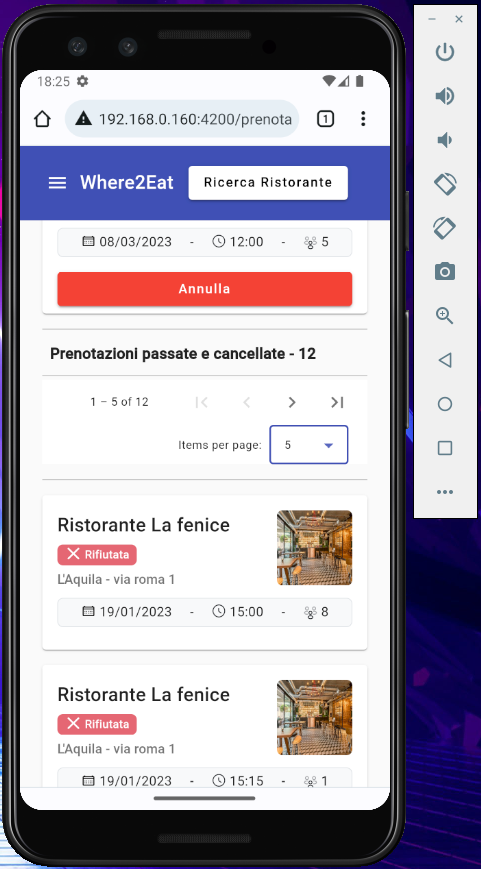 18:25
192.168.0.160:4200/prenota
1
Where2Eat
Ricerca Ristorante
08/03/2023 - 12:00 - 5
Annulla
Prenotazioni passate e cancellate - 12
1 – 5 of 12
Items per page: 5
Ristorante La fenice
Rifiutata
L'Aquila - via roma 1
19/01/2023 - 15:00 - 8
Ristorante La fenice
Rifiutata
L'Aquila - via roma 1
19/01/2023 - 15:15 - 1